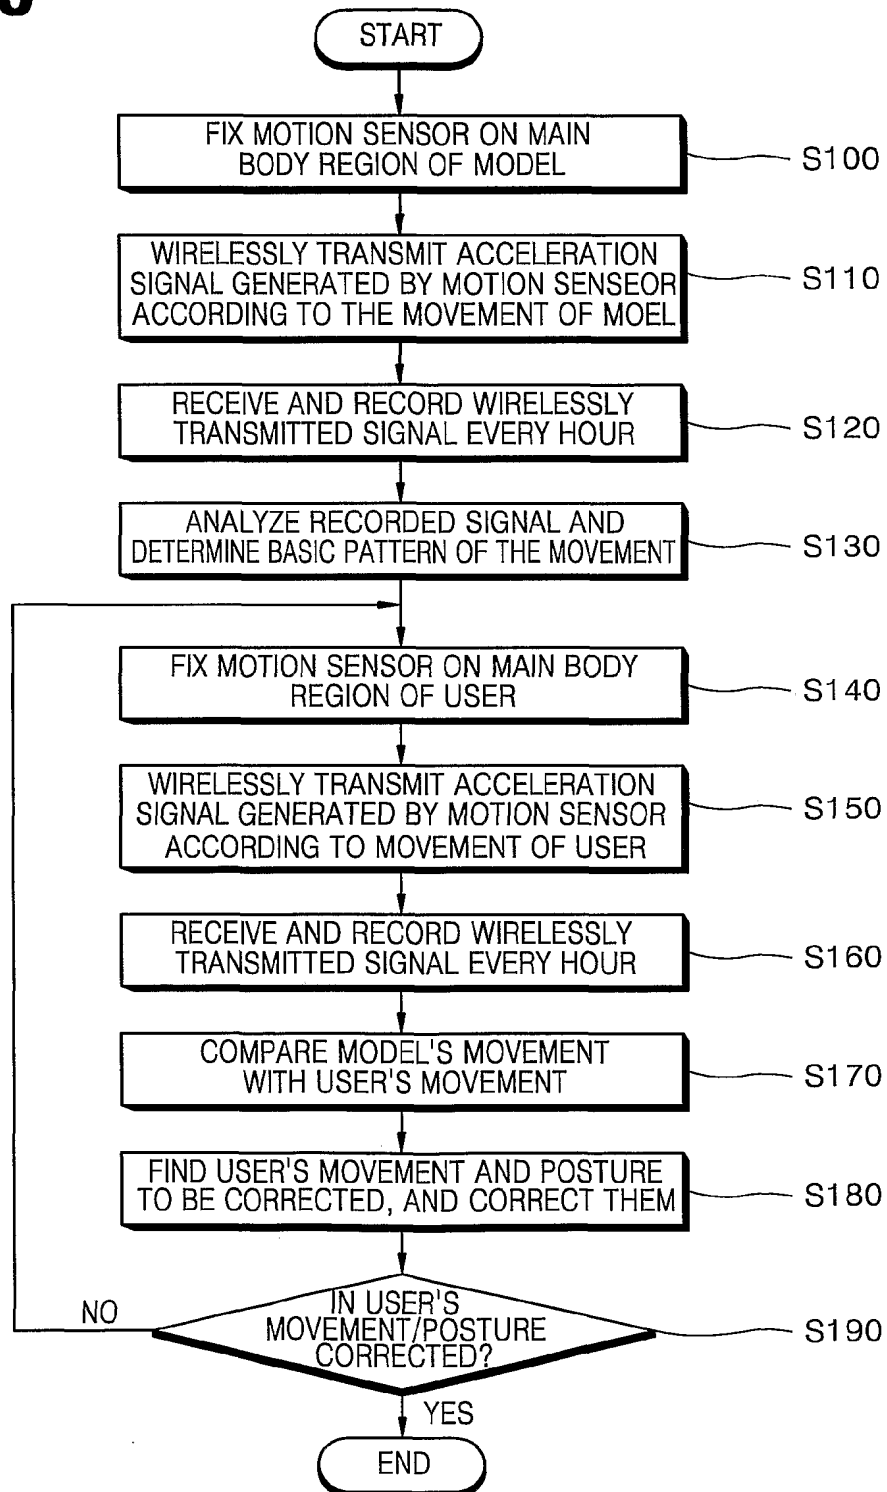 START
FIX MOTION SENSOR ON MAIN
BODY REGION OF MODEL
S100
WIRELESSLY TRANSMIT ACCELERATION
SIGNAL GENERATED BY MOTION SENSEOR
ACCORDING TO THE MOVEMENT OF MOEL
S110
RECEIVE AND RECORD WIRELESSLY
TRANSMITTED SIGNAL EVERY HOUR
S120
ANALYZE RECORDED SIGNAL AND
DETERMINE BASIC PATTERN OF THE MOVEMENT
S130
FIX MOTION SENSOR ON MAIN BODY
REGION OF USER
S140
WIRELESSLY TRANSMIT ACCELERATION
SIGNAL GENERATED BY MOTION SENSOR
ACCORDING TO MOVEMENT OF USER
S150
RECEIVE AND RECORD WIRELESSLY
TRANSMITTED SIGNAL EVERY HOUR
S160
COMPARE MODEL'S MOVEMENT
WITH USER'S MOVEMENT
S170
FIND USER'S MOVEMENT AND POSTURE
TO BE CORRECTED, AND CORRECT THEM
S180
NO
IN USER'S
MOVEMENT/POSTURE
CORRECTED?
S190
YES
END